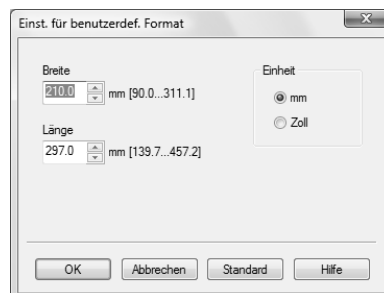 Einst. für benutzerdef. Format
Breite
210.0 mm [90.0...311.1]
Länge
297.0 mm [139.7...457.2]
Einheit
mm
Zoll
OK Abbrechen Standard Hilfe